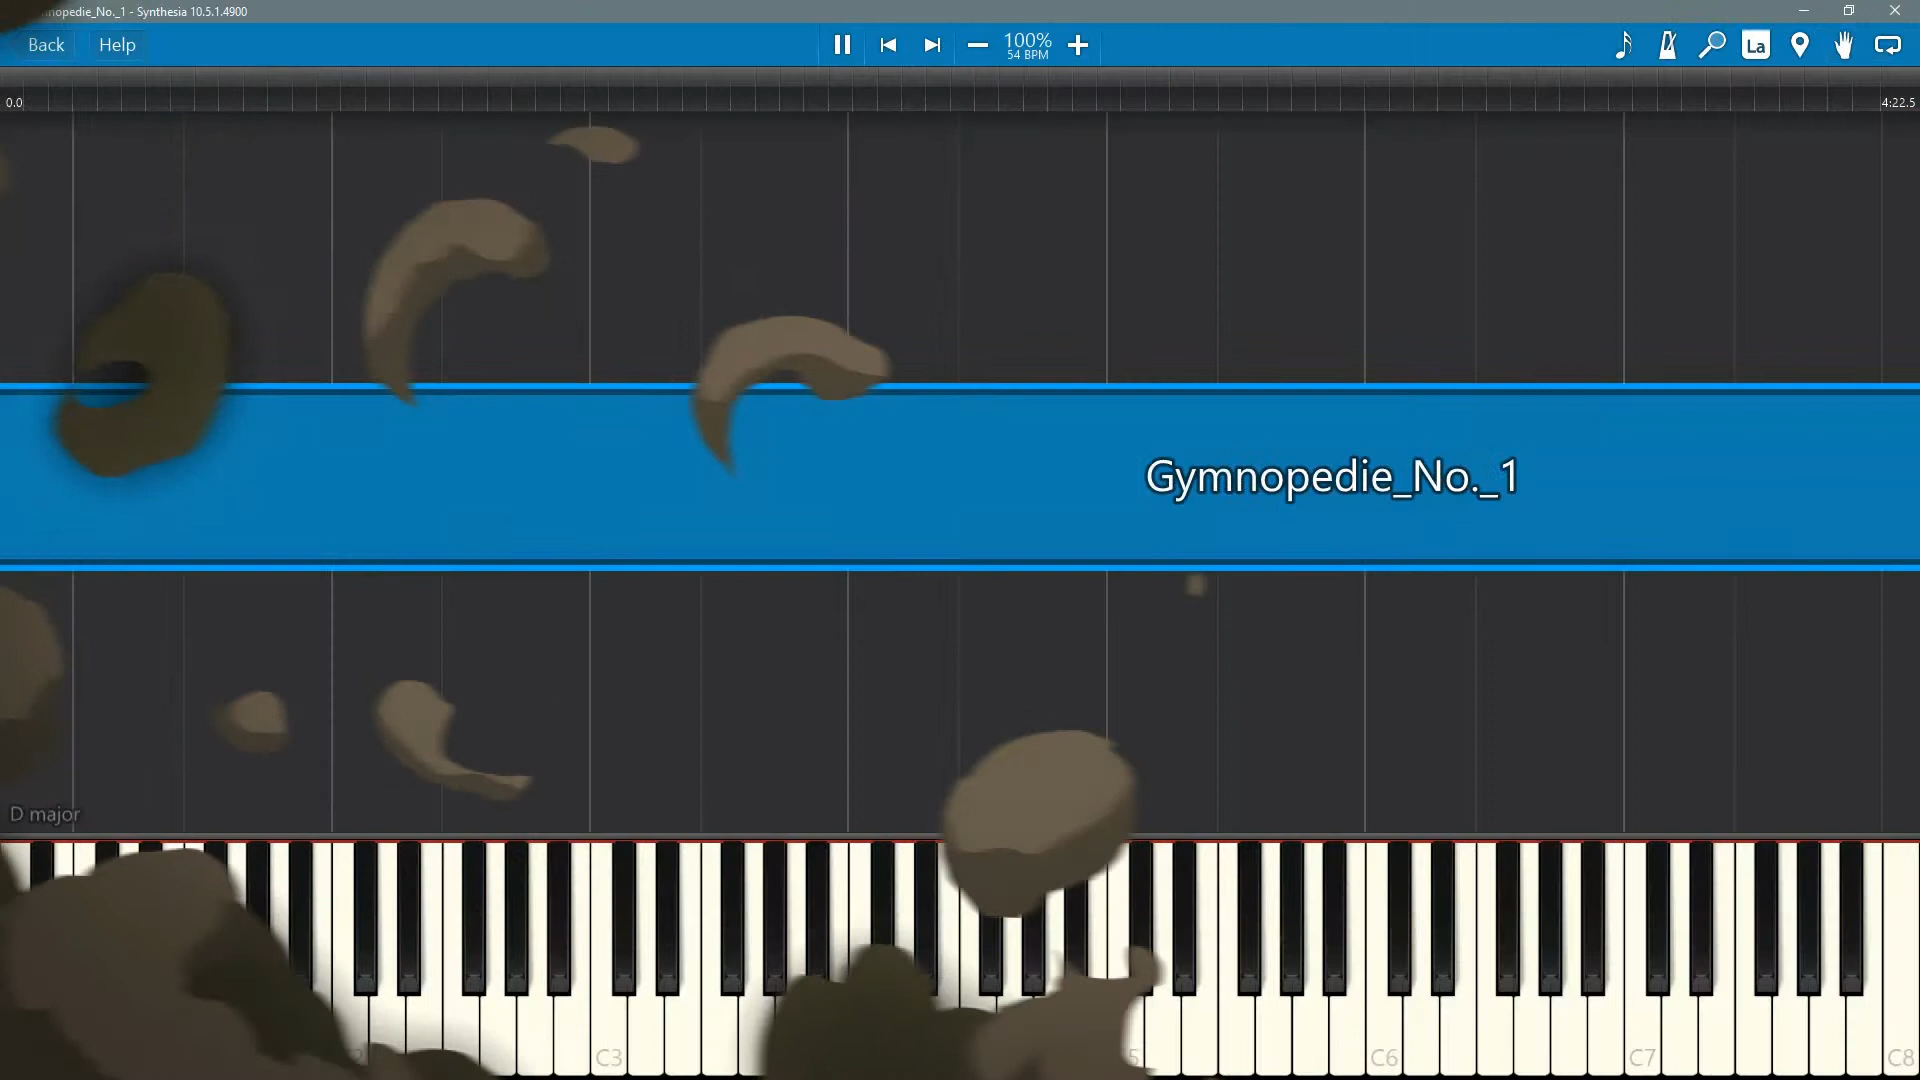 nopedie_No._1 - Synthesia 10.5.1.4900
Back Help 100% La
54 BPM
0.0 4:22.5
Gymnopedie_No._1
D major
C3 C6 C7 C8